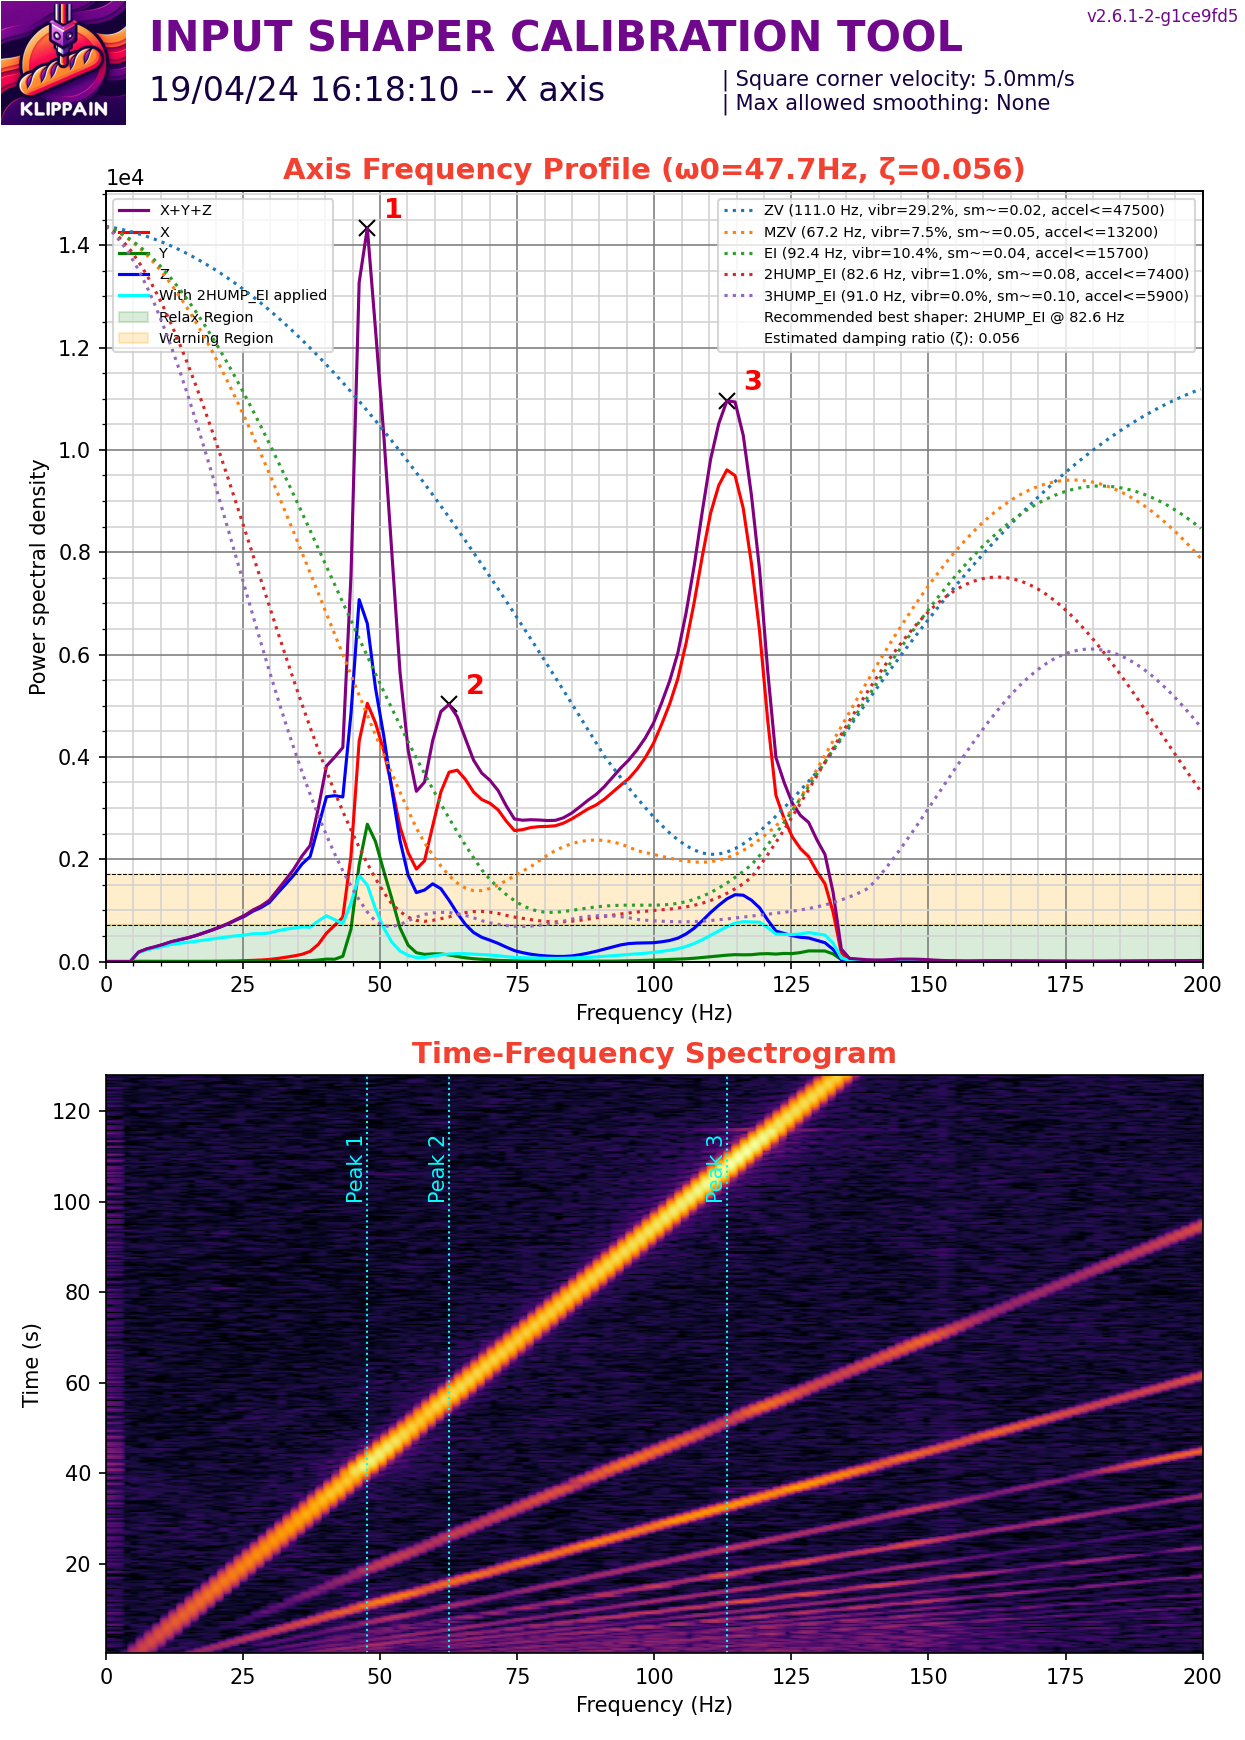 v2.6.1-2-g1ce9fd5
INPUT SHAPER CALIBRATION TOOL
19/04/24 16:18:10 -- X axis
| Square corner velocity: 5.0mm/s
| Max allowed smoothing: None
KLIPPAIN
Axis Frequency Profile (ω0=47.7Hz, ζ=0.056)
1e4
X+Y+Z
X
Y
Z
With 2HUMP_EI applied
Relax Region
Warning Region
ZV (111.0 Hz, vibr=29.2%, sm~=0.02, accel<=47500)
MZV (67.2 Hz, vibr=7.5%, sm~=0.05, accel<=13200)
EI (92.4 Hz, vibr=10.4%, sm~=0.04, accel<=15700)
2HUMP_EI (82.6 Hz, vibr=1.0%, sm~=0.08, accel<=7400)
3HUMP_EI (91.0 Hz, vibr=0.0%, sm~=0.10, accel<=5900)
Recommended best shaper: 2HUMP_EI @ 82.6 Hz
Estimated damping ratio (ζ): 0.056
1
2
3
Power spectral density
1.4
1.2
1.0
0.8
0.6
0.4
0.2
0.0
0 25 50 75 100 125 150 175 200
Frequency (Hz)
Time-Frequency Spectrogram
Time (s)
120
100
80
60
40
20
Peak 1
Peak 2
Peak 3
0 25 50 75 100 125 150 175 200
Frequency (Hz)